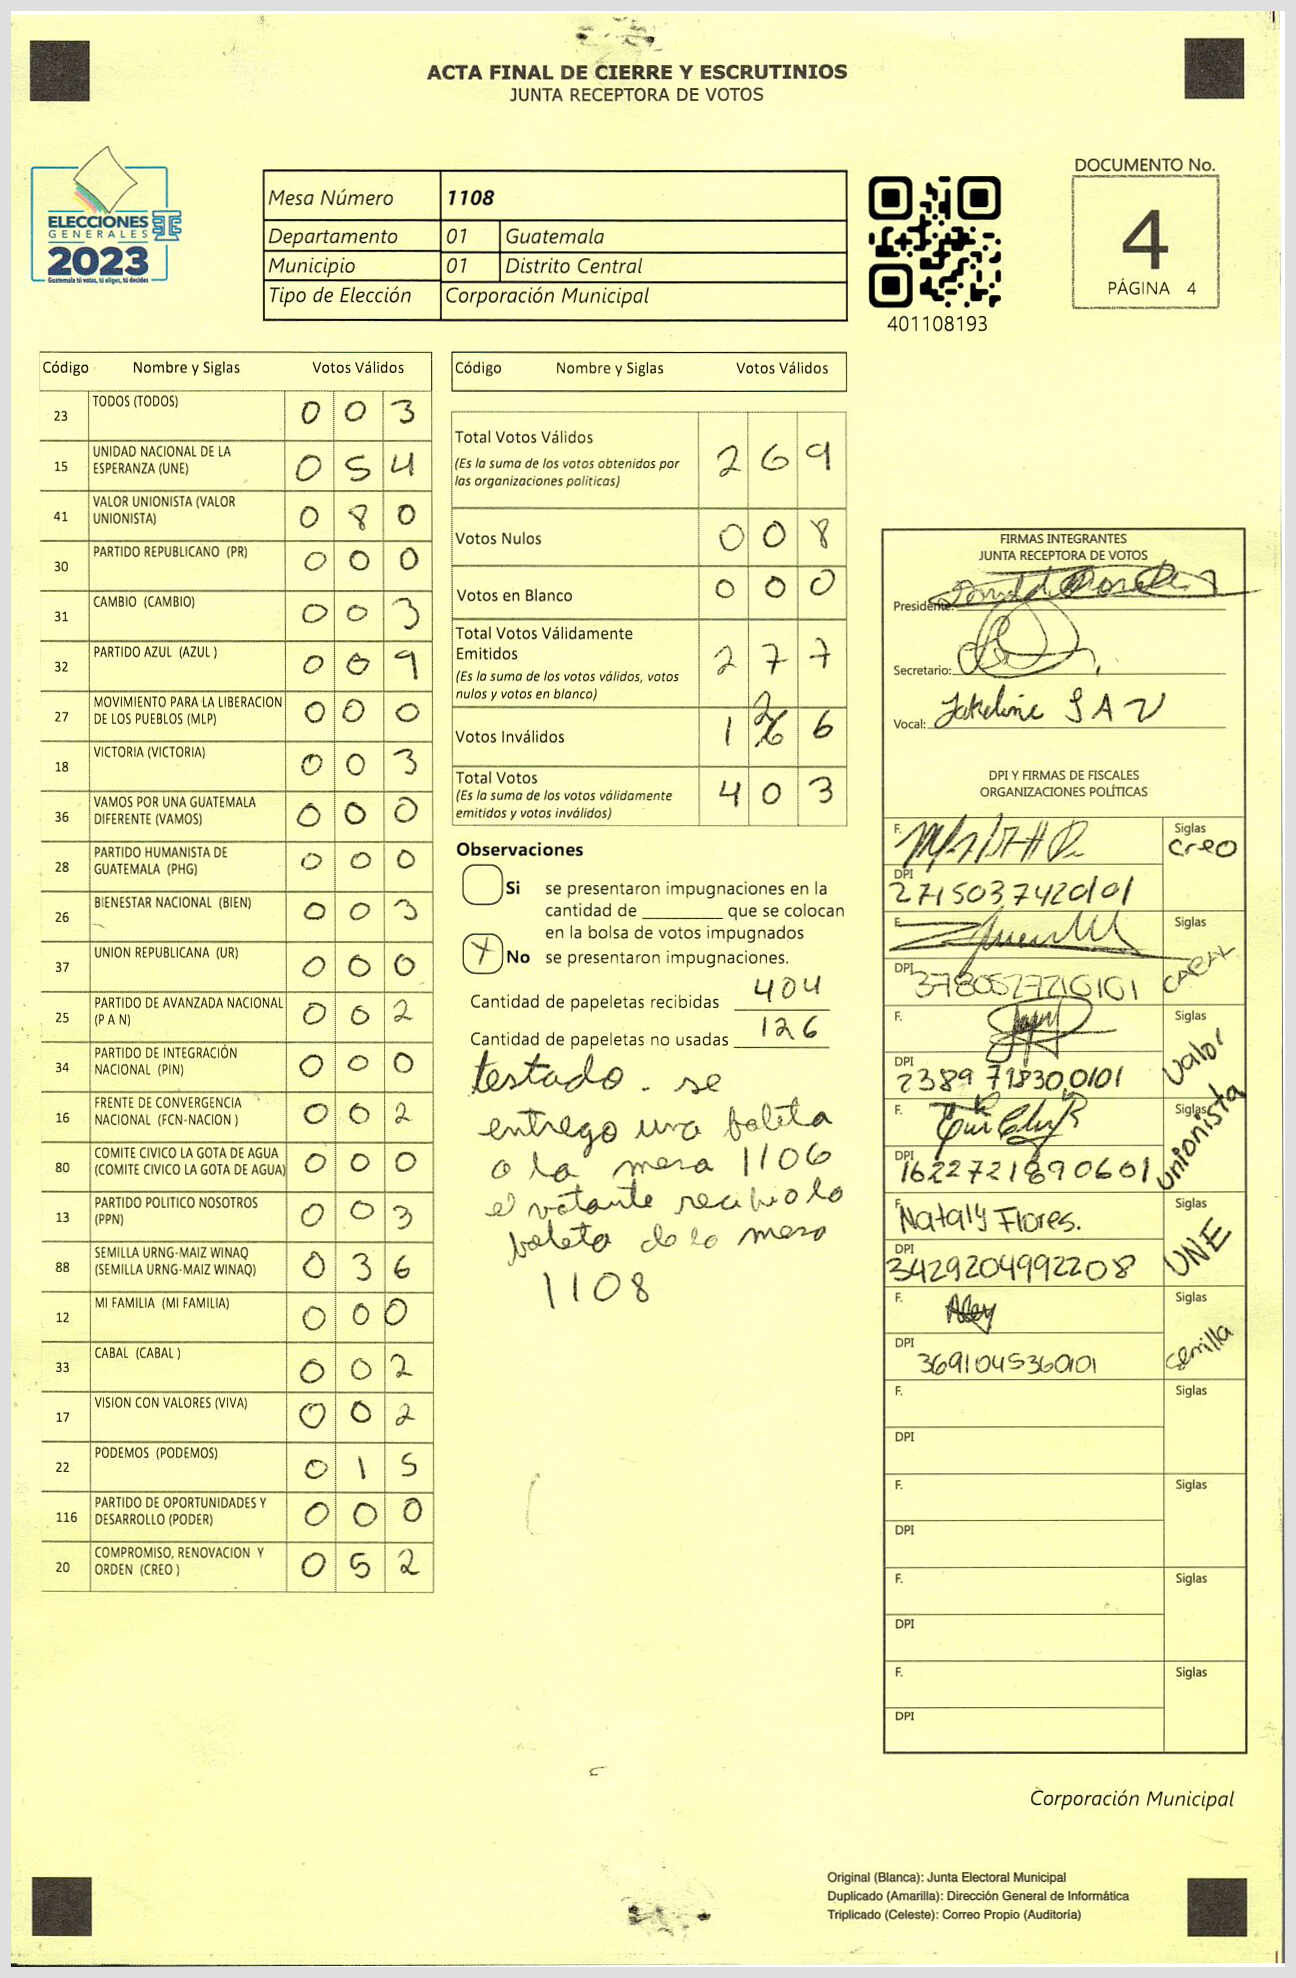 ACTA FINAL DE CIERRE Y ESCRUTINIOS
JUNTA RECEPTORA DE VOTOS
ELECCIONES
GENERALES
2023
Guatemala tú votas, tú eliges, tú decides
Mesa Número 1108
Departamento 01 Guatemala
Municipio 01 Distrito Central
Tipo de Elección Corporación Municipal
401108193
DOCUMENTO No.
4
PÁGINA 4
Código Nombre y Siglas Votos Válidos
23 TODOS (TODOS) 0 0 3
15 UNIDAD NACIONAL DE LA ESPERANZA (UNE) 0 5 4
41 VALOR UNIONISTA (VALOR UNIONISTA) 0 8 0
30 PARTIDO REPUBLICANO (PR) 0 0 0
31 CAMBIO (CAMBIO) 0 0 3
32 PARTIDO AZUL (AZUL ) 0 0 9
27 MOVIMIENTO PARA LA LIBERACION DE LOS PUEBLOS (MLP) 0 0 0
18 VICTORIA (VICTORIA) 0 0 3
36 VAMOS POR UNA GUATEMALA DIFERENTE (VAMOS) 0 0 0
28 PARTIDO HUMANISTA DE GUATEMALA (PHG) 0 0 0
26 BIENESTAR NACIONAL (BIEN) 0 0 3
37 UNION REPUBLICANA (UR) 0 0 0
25 PARTIDO DE AVANZADA NACIONAL (P A N) 0 0 2
34 PARTIDO DE INTEGRACIÓN NACIONAL (PIN) 0 0 0
16 FRENTE DE CONVERGENCIA NACIONAL (FCN-NACION ) 0 0 2
80 COMITE CIVICO LA GOTA DE AGUA (COMITE CIVICO LA GOTA DE AGUA) 0 0 0
13 PARTIDO POLITICO NOSOTROS (PPN) 0 0 3
88 SEMILLA URNG-MAIZ WINAQ (SEMILLA URNG-MAIZ WINAQ) 0 3 6
12 MI FAMILIA (MI FAMILIA) 0 0 0
33 CABAL (CABAL ) 0 0 2
17 VISION CON VALORES (VIVA) 0 0 2
22 PODEMOS (PODEMOS) 0 1 5
116 PARTIDO DE OPORTUNIDADES Y DESARROLLO (PODER) 0 0 0
20 COMPROMISO, RENOVACION Y ORDEN (CREO ) 0 5 2
Código Nombre y Siglas Votos Válidos
Total Votos Válidos 2 6 9
(Es la suma de los votos obtenidos por
las organizaciones políticas)
Votos Nulos 0 0 8
Votos en Blanco 0 0 0
Total Votos Válidamente
Emitidos 2 7 7
(Es la suma de los votos válidos, votos
nulos y votos en blanco)
Votos Inválidos 1 2 6
Total Votos 4 0 3
(Es la suma de los votos válidamente
emitidos y votos inválidos)
Observaciones
Si se presentaron impugnaciones en la
cantidad de ________ que se colocan
en la bolsa de votos impugnados
X No se presentaron impugnaciones.
Cantidad de papeletas recibidas 404
Cantidad de papeletas no usadas 126
testado. se
entrego una boleta
a la mesa 1106
el votante recibio la
boleta de la mesa
1108
FIRMAS INTEGRANTES
JUNTA RECEPTORA DE VOTOS
Presidente:
Secretario:
Vocal: Jakeline SAV
DPI Y FIRMAS DE FISCALES
ORGANIZACIONES POLÍTICAS
F. Siglas creo
DPI 2715037420101
F. Siglas CABAL
DPI 3780527210101
F. Siglas Valor
DPI 2389 71830,0101
F. Siglas Unionista
DPI 1622721890601
F. Nataly Flores. Siglas UNE
DPI 3429204992208
F. Siglas Semilla
DPI 3691045360101
F. Siglas
DPI
F. Siglas
DPI
F. Siglas
DPI
F. Siglas
DPI
Corporación Municipal
Original (Blanca): Junta Electoral Municipal
Duplicado (Amarilla): Dirección General de Informática
Triplicado (Celeste): Correo Propio (Auditoría)